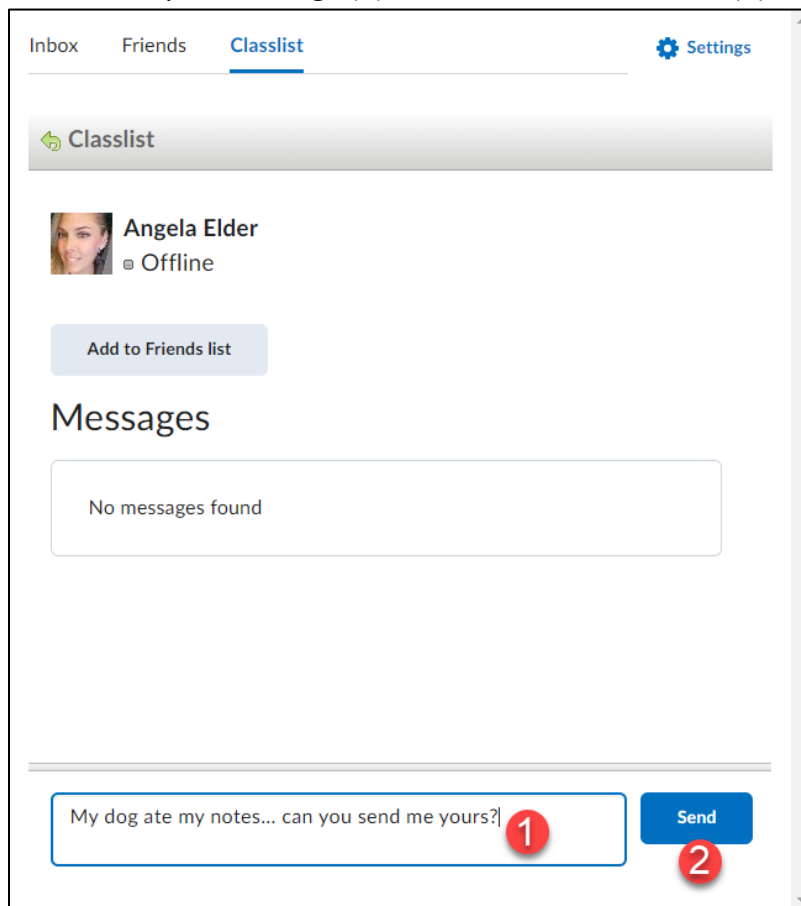 Inbox Friends Classlist Settings
Classlist
Angela Elder
Offline
Add to Friends list
Messages
No messages found
My dog ate my notes... can you send me yours?
1
Send
2